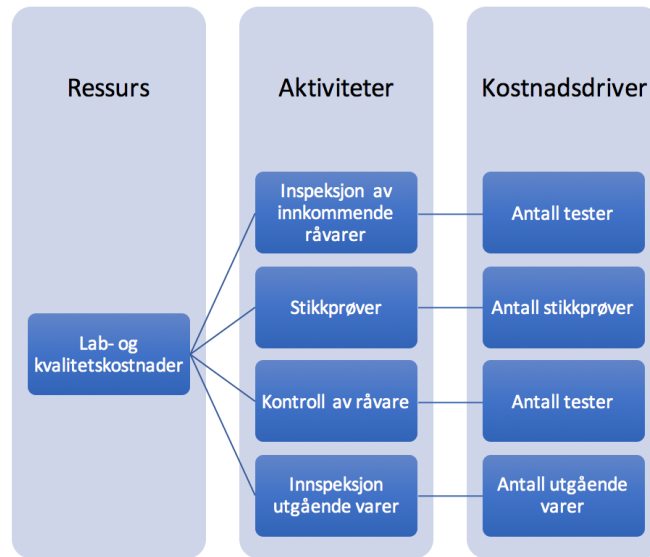 Ressurs
Aktiviteter
Kostnadsdriver
Inspeksjon av
innkommende
råvarer
Antall tester
Stikkprøver
Antall stikkprøver
Lab- og
kvalitetskostnader
Kontroll av råvare
Antall tester
Innspeksjon
utgående varer
Antall utgående
varer